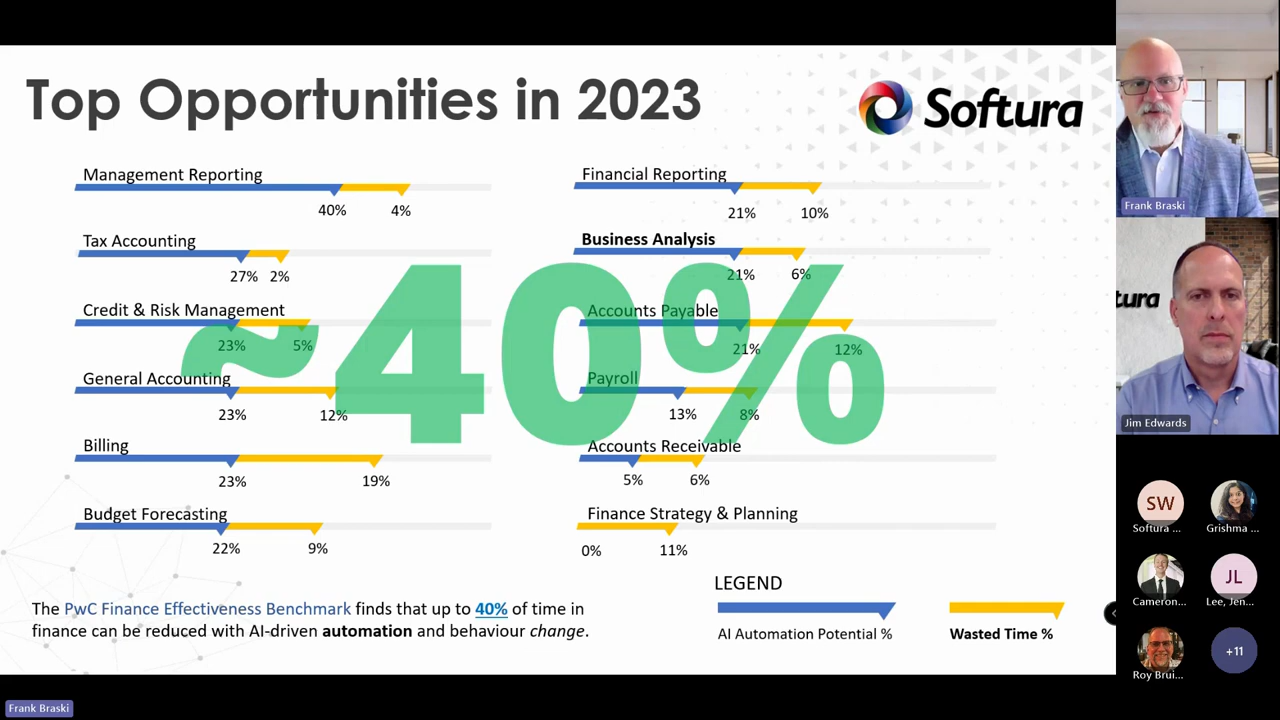 Top Opportunities in 2023
Softura
Management Reporting
40% 4%
Tax Accounting
27% 2%
Credit & Risk Management
23% 5%
General Accounting
23% 12%
Billing
23% 19%
Budget Forecasting
22% 9%
Financial Reporting
21% 10%
Business Analysis
21% 6%
Accounts Payable
21% 12%
Payroll
13% 8%
Accounts Receivable
5% 6%
Finance Strategy & Planning
0% 11%
~40%
The PwC Finance Effectiveness Benchmark finds that up to 40% of time in
finance can be reduced with AI-driven automation and behaviour change.
LEGEND
AI Automation Potential %
Wasted Time %
Frank Braski
tura
Jim Edwards
SW
Softura ...
Grishma ...
Cameron...
JL
Lee, Jen...
Roy Brui...
+11
Frank Braski